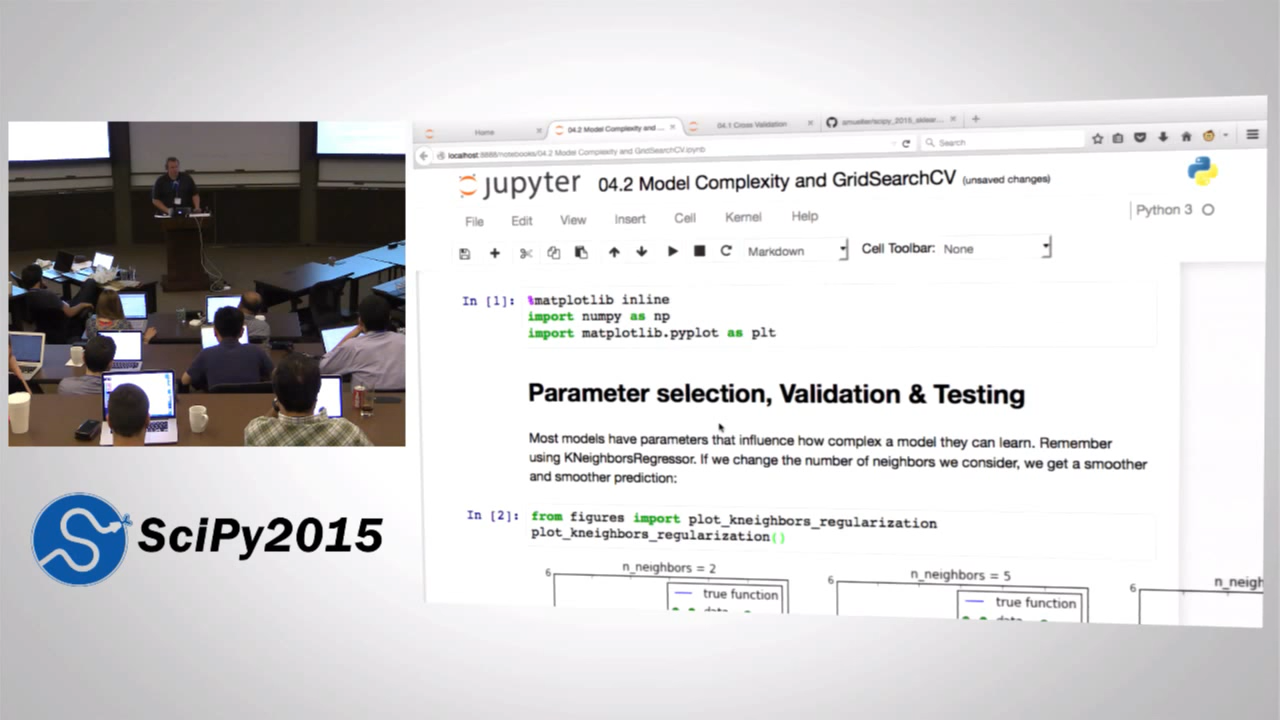 Home
04.2 Model Complexity and ...
04.1 Cross Validation
amueller/scipy_2015_sklear...
localhost:8888/notebooks/04.2 Model Complexity and GridSearchCV.ipynb
Search
jupyter 04.2 Model Complexity and GridSearchCV (unsaved changes)
File Edit View Insert Cell Kernel Help
Python 3
Markdown
Cell Toolbar: None
In [1]: %matplotlib inline
import numpy as np
import matplotlib.pyplot as plt
Parameter selection, Validation & Testing
Most models have parameters that influence how complex a model they can learn. Remember
using KNeighborsRegressor. If we change the number of neighbors we consider, we get a smoother
and smoother prediction:
In [2]: from figures import plot_kneighbors_regularization
plot_kneighbors_regularization()
n_neighbors = 2
n_neighbors = 5
n_neigh
6
6
6
true function
true function
SciPy2015